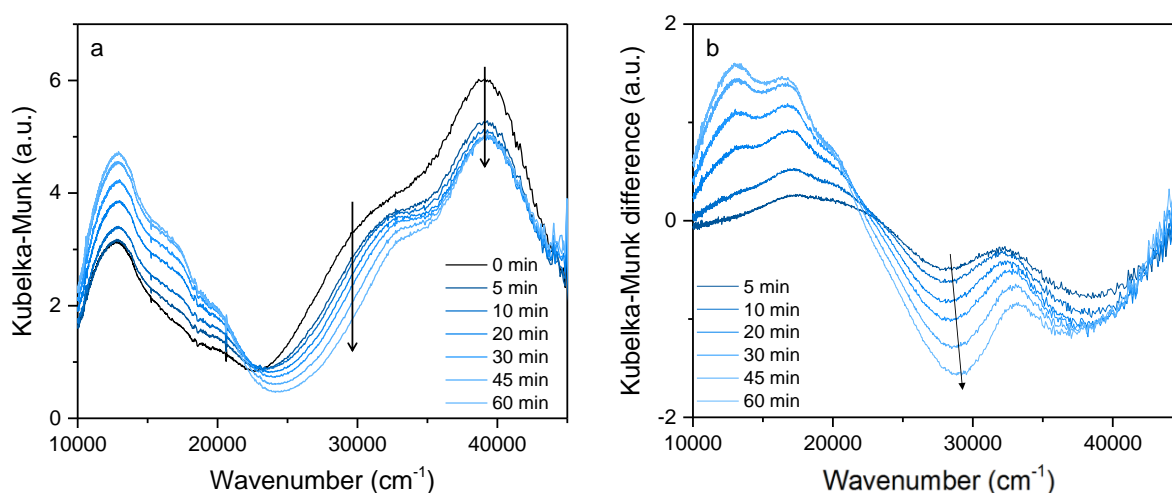 a
Kubelka-Munk (a.u.)
6
4
2
0
0 min
5 min
10 min
20 min
30 min
45 min
60 min
10000 20000 30000 40000
Wavenumber (cm⁻¹)
b
Kubelka-Munk difference (a.u.)
2
0
-2
5 min
10 min
20 min
30 min
45 min
60 min
10000 20000 30000 40000
Wavenumber (cm⁻¹)